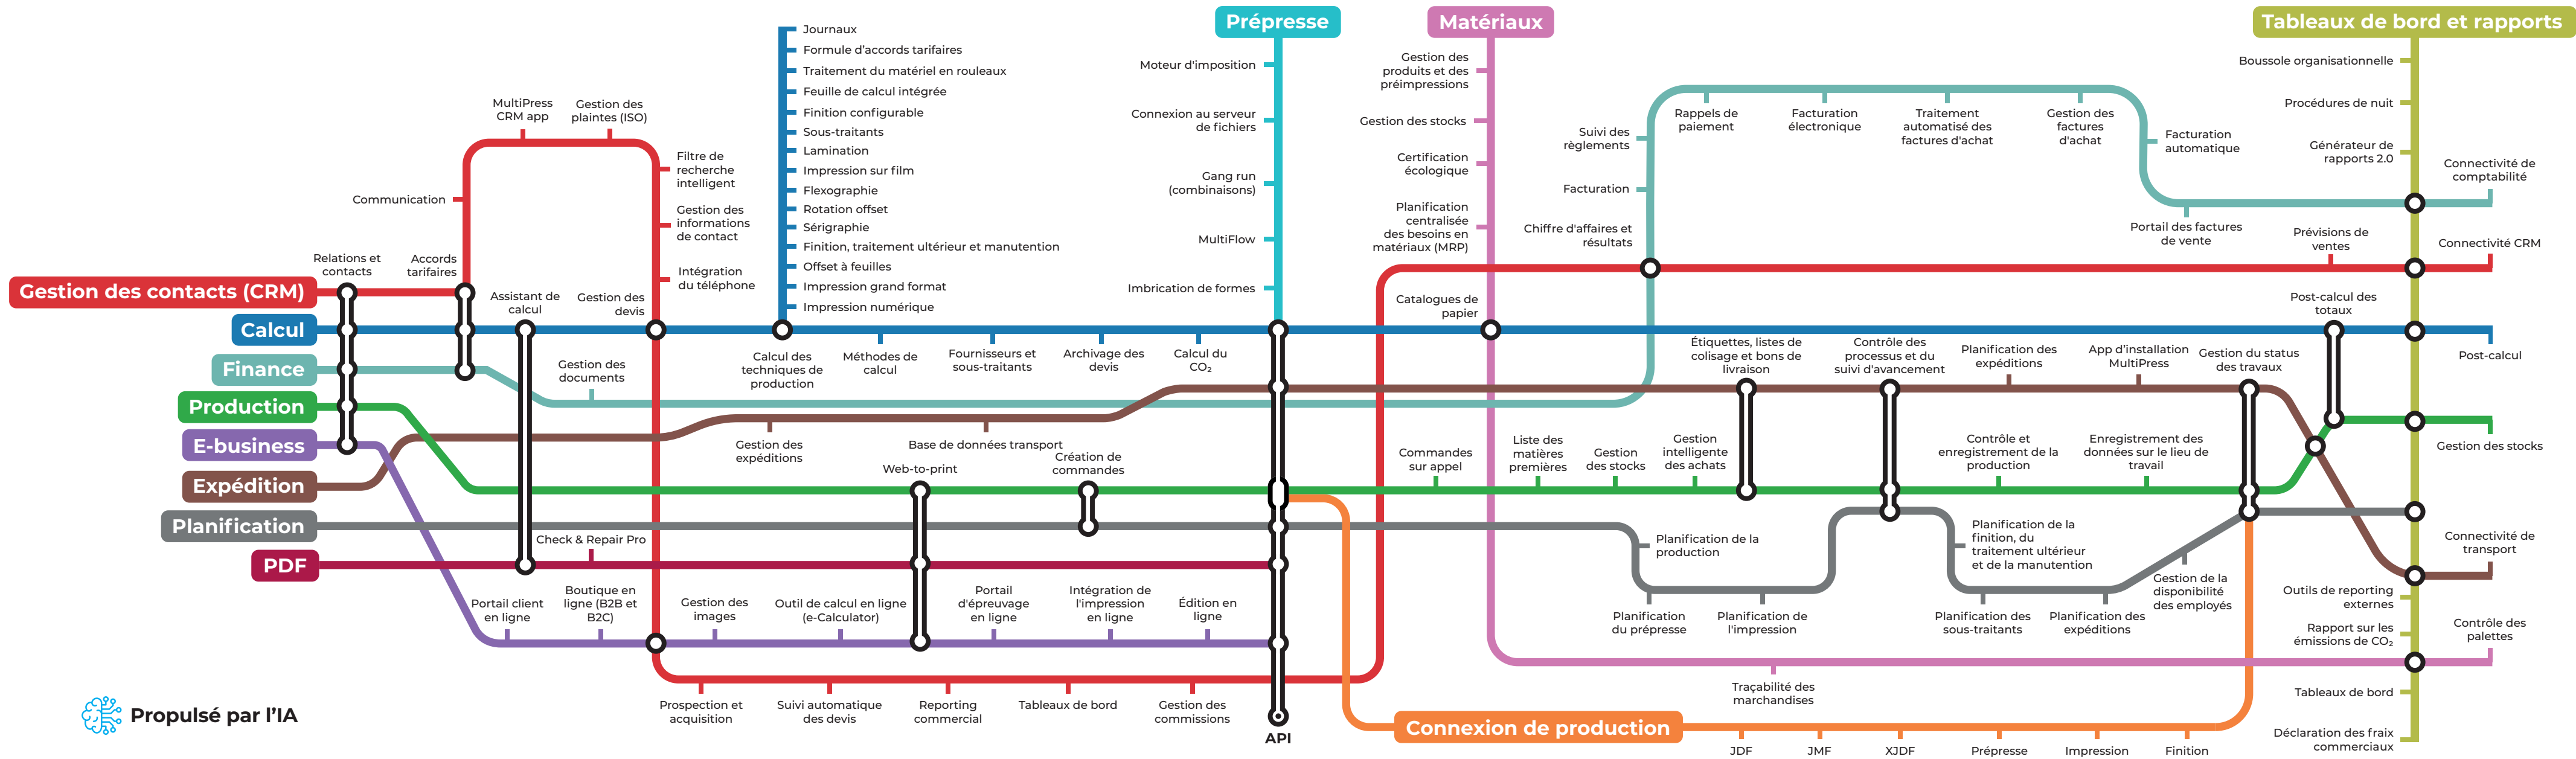 Prépresse
Matériaux
Tableaux de bord et rapports
Journaux
Formule d'accords tarifaires
Traitement du matériel en rouleaux
Feuille de calcul intégrée
Finition configurable
Sous-traitants
Lamination
Impression sur film
Flexographie
Rotation offset
Sérigraphie
Finition, traitement ultérieur et manutention
Offset à feuilles
Impression grand format
Impression numérique
Moteur d'imposition
Connexion au serveur
de fichiers
Gang run
(combinaisons)
MultiFlow
Imbrication de formes
Gestion des
produits et des
préimpressions
Gestion des stocks
Certification
écologique
Planification
centralisée
des besoins en
matériaux (MRP)
Catalogues de
papier
Suivi des
règlements
Facturation
Chiffre d'affaires et
résultats
Rappels de
paiement
Facturation
électronique
Traitement
automatisé des
factures d'achat
Gestion des
factures
d'achat
Facturation
automatique
Portail des factures
de vente
Boussole organisationnelle
Procédures de nuit
Générateur de
rapports 2.0
Connectivité de
comptabilité
Prévisions de
ventes
Connectivité CRM
MultiPress
CRM app
Gestion des
plaintes (ISO)
Communication
Filtre de
recherche
intelligent
Gestion des
informations
de contact
Intégration
du téléphone
Relations et
contacts
Accords
tarifaires
Assistant de
calcul
Gestion des
devis
Gestion des contacts (CRM)
Calcul
Finance
Production
E-business
Expédition
Planification
PDF
Gestion des
documents
Calcul des
techniques de
production
Méthodes de
calcul
Fournisseurs et
sous-traitants
Archivage des
devis
Calcul du
CO₂
Étiquettes, listes de
colisage et bons de
livraison
Contrôle des
processus et du
suivi d'avancement
Planification des
expéditions
App d'installation
MultiPress
Gestion du status
des travaux
Post-calcul des
totaux
Post-calcul
Gestion des
expéditions
Base de données transport
Web-to-print
Création de
commandes
Commandes
sur appel
Liste des
matières
premières
Gestion
des stocks
Gestion
intelligente
des achats
Contrôle et
enregistrement de la
production
Enregistrement des
données sur le lieu de
travail
Gestion des stocks
Check & Repair Pro
Planification de la
production
Planification de la
finition, du
traitement ultérieur
et de la manutention
Gestion de la
disponibilité
des employés
Connectivité de
transport
Portail client
en ligne
Boutique en
ligne (B2B et
B2C)
Gestion des
images
Outil de calcul en ligne
(e-Calculator)
Portail
d'épreuvage
en ligne
Intégration de
l'impression
en ligne
Édition en
ligne
Planification
du prépresse
Planification de
l'impression
Planification des
sous-traitants
Planification des
expéditions
Outils de reporting
externes
Rapport sur les
émissions de CO₂
Contrôle des
palettes
Traçabilité des
marchandises
Tableaux de bord
Déclaration des frais
commerciaux
Prospection et
acquisition
Suivi automatique
des devis
Reporting
commercial
Tableaux de bord
Gestion des
commissions
API
Connexion de production
JDF
JMF
XJDF
Prépresse
Impression
Finition
Propulsé par l'IA